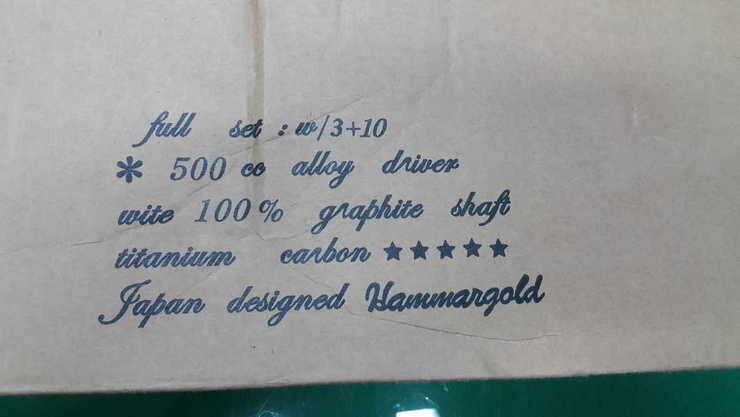 full set : w/3+10
* 500 cc alloy driver
wite 100% graphite shaft
titanium carbon ★★★★★
Japan designed Hammargold